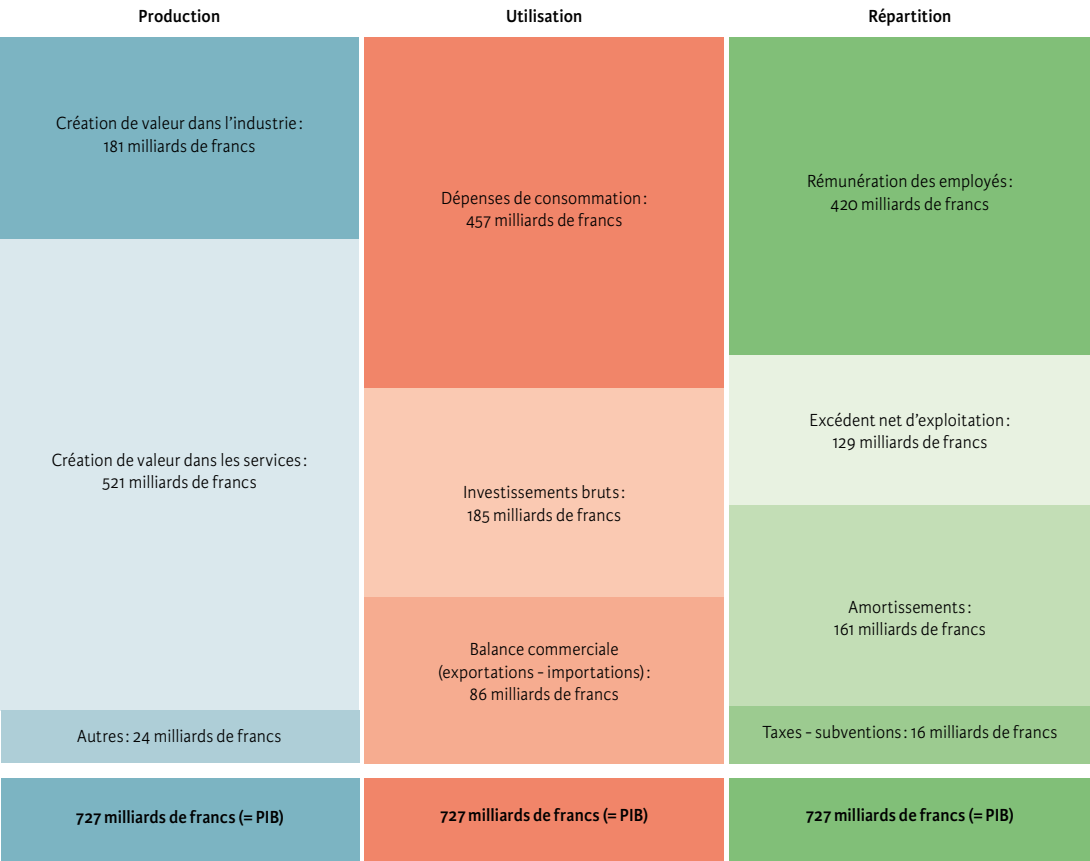 Production
Création de valeur dans l'industrie :
181 milliards de francs
Création de valeur dans les services :
521 milliards de francs
Autres : 24 milliards de francs
727 milliards de francs (= PIB)
Utilisation
Dépenses de consommation :
457 milliards de francs
Investissements bruts :
185 milliards de francs
Balance commerciale
(exportations – importations) :
86 milliards de francs
727 milliards de francs (= PIB)
Répartition
Rémunération des employés :
420 milliards de francs
Excédent net d'exploitation :
129 milliards de francs
Amortissements :
161 milliards de francs
Taxes – subventions : 16 milliards de francs
727 milliards de francs (= PIB)